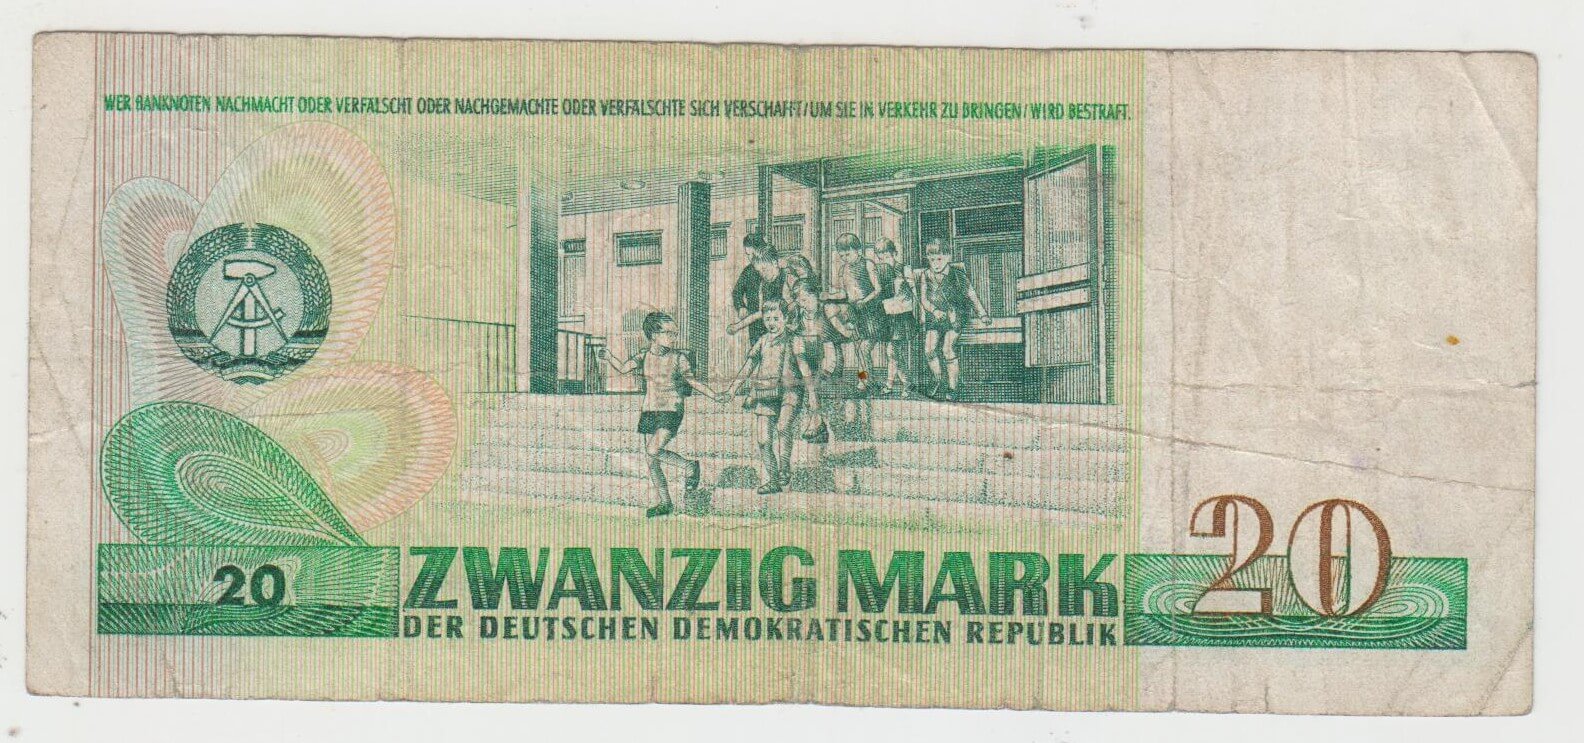 WER BANKNOTEN NACHMACHT ODER VERFÄLSCHT ODER NACHGEMACHTE ODER VERFÄLSCHTE SICH VERSCHAFFT/UM SIE IN VERKEHR ZU BRINGEN/WIRD BESTRAFT.
20
20
ZWANZIG MARK
DER DEUTSCHEN DEMOKRATISCHEN REPUBLIK